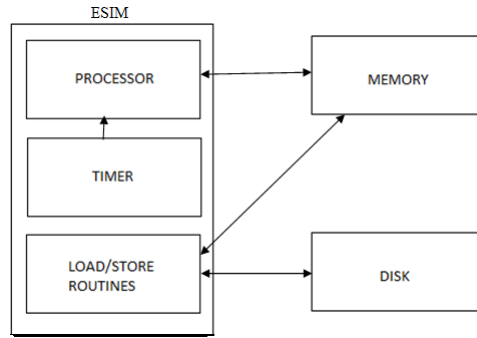 ESIM
PROCESSOR
MEMORY
TIMER
LOAD/STORE
ROUTINES
DISK